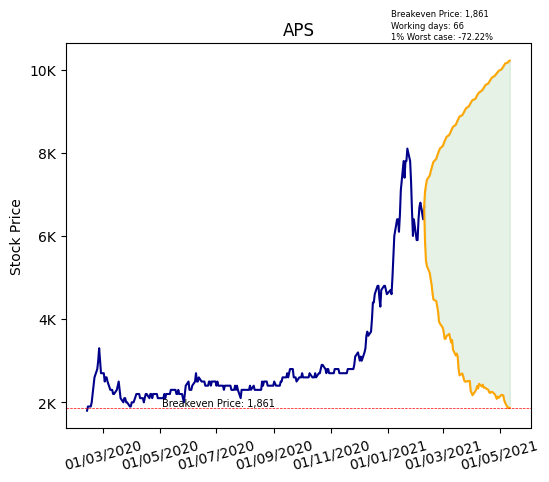 Breakeven Price: 1,861
Working days: 66
1% Worst case: -72.22%
APS
Stock Price
10K
8K
6K
4K
2K
Breakeven Price: 1,861
01/03/2020
01/05/2020
01/07/2020
01/09/2020
01/11/2020
01/01/2021
01/03/2021
01/05/2021